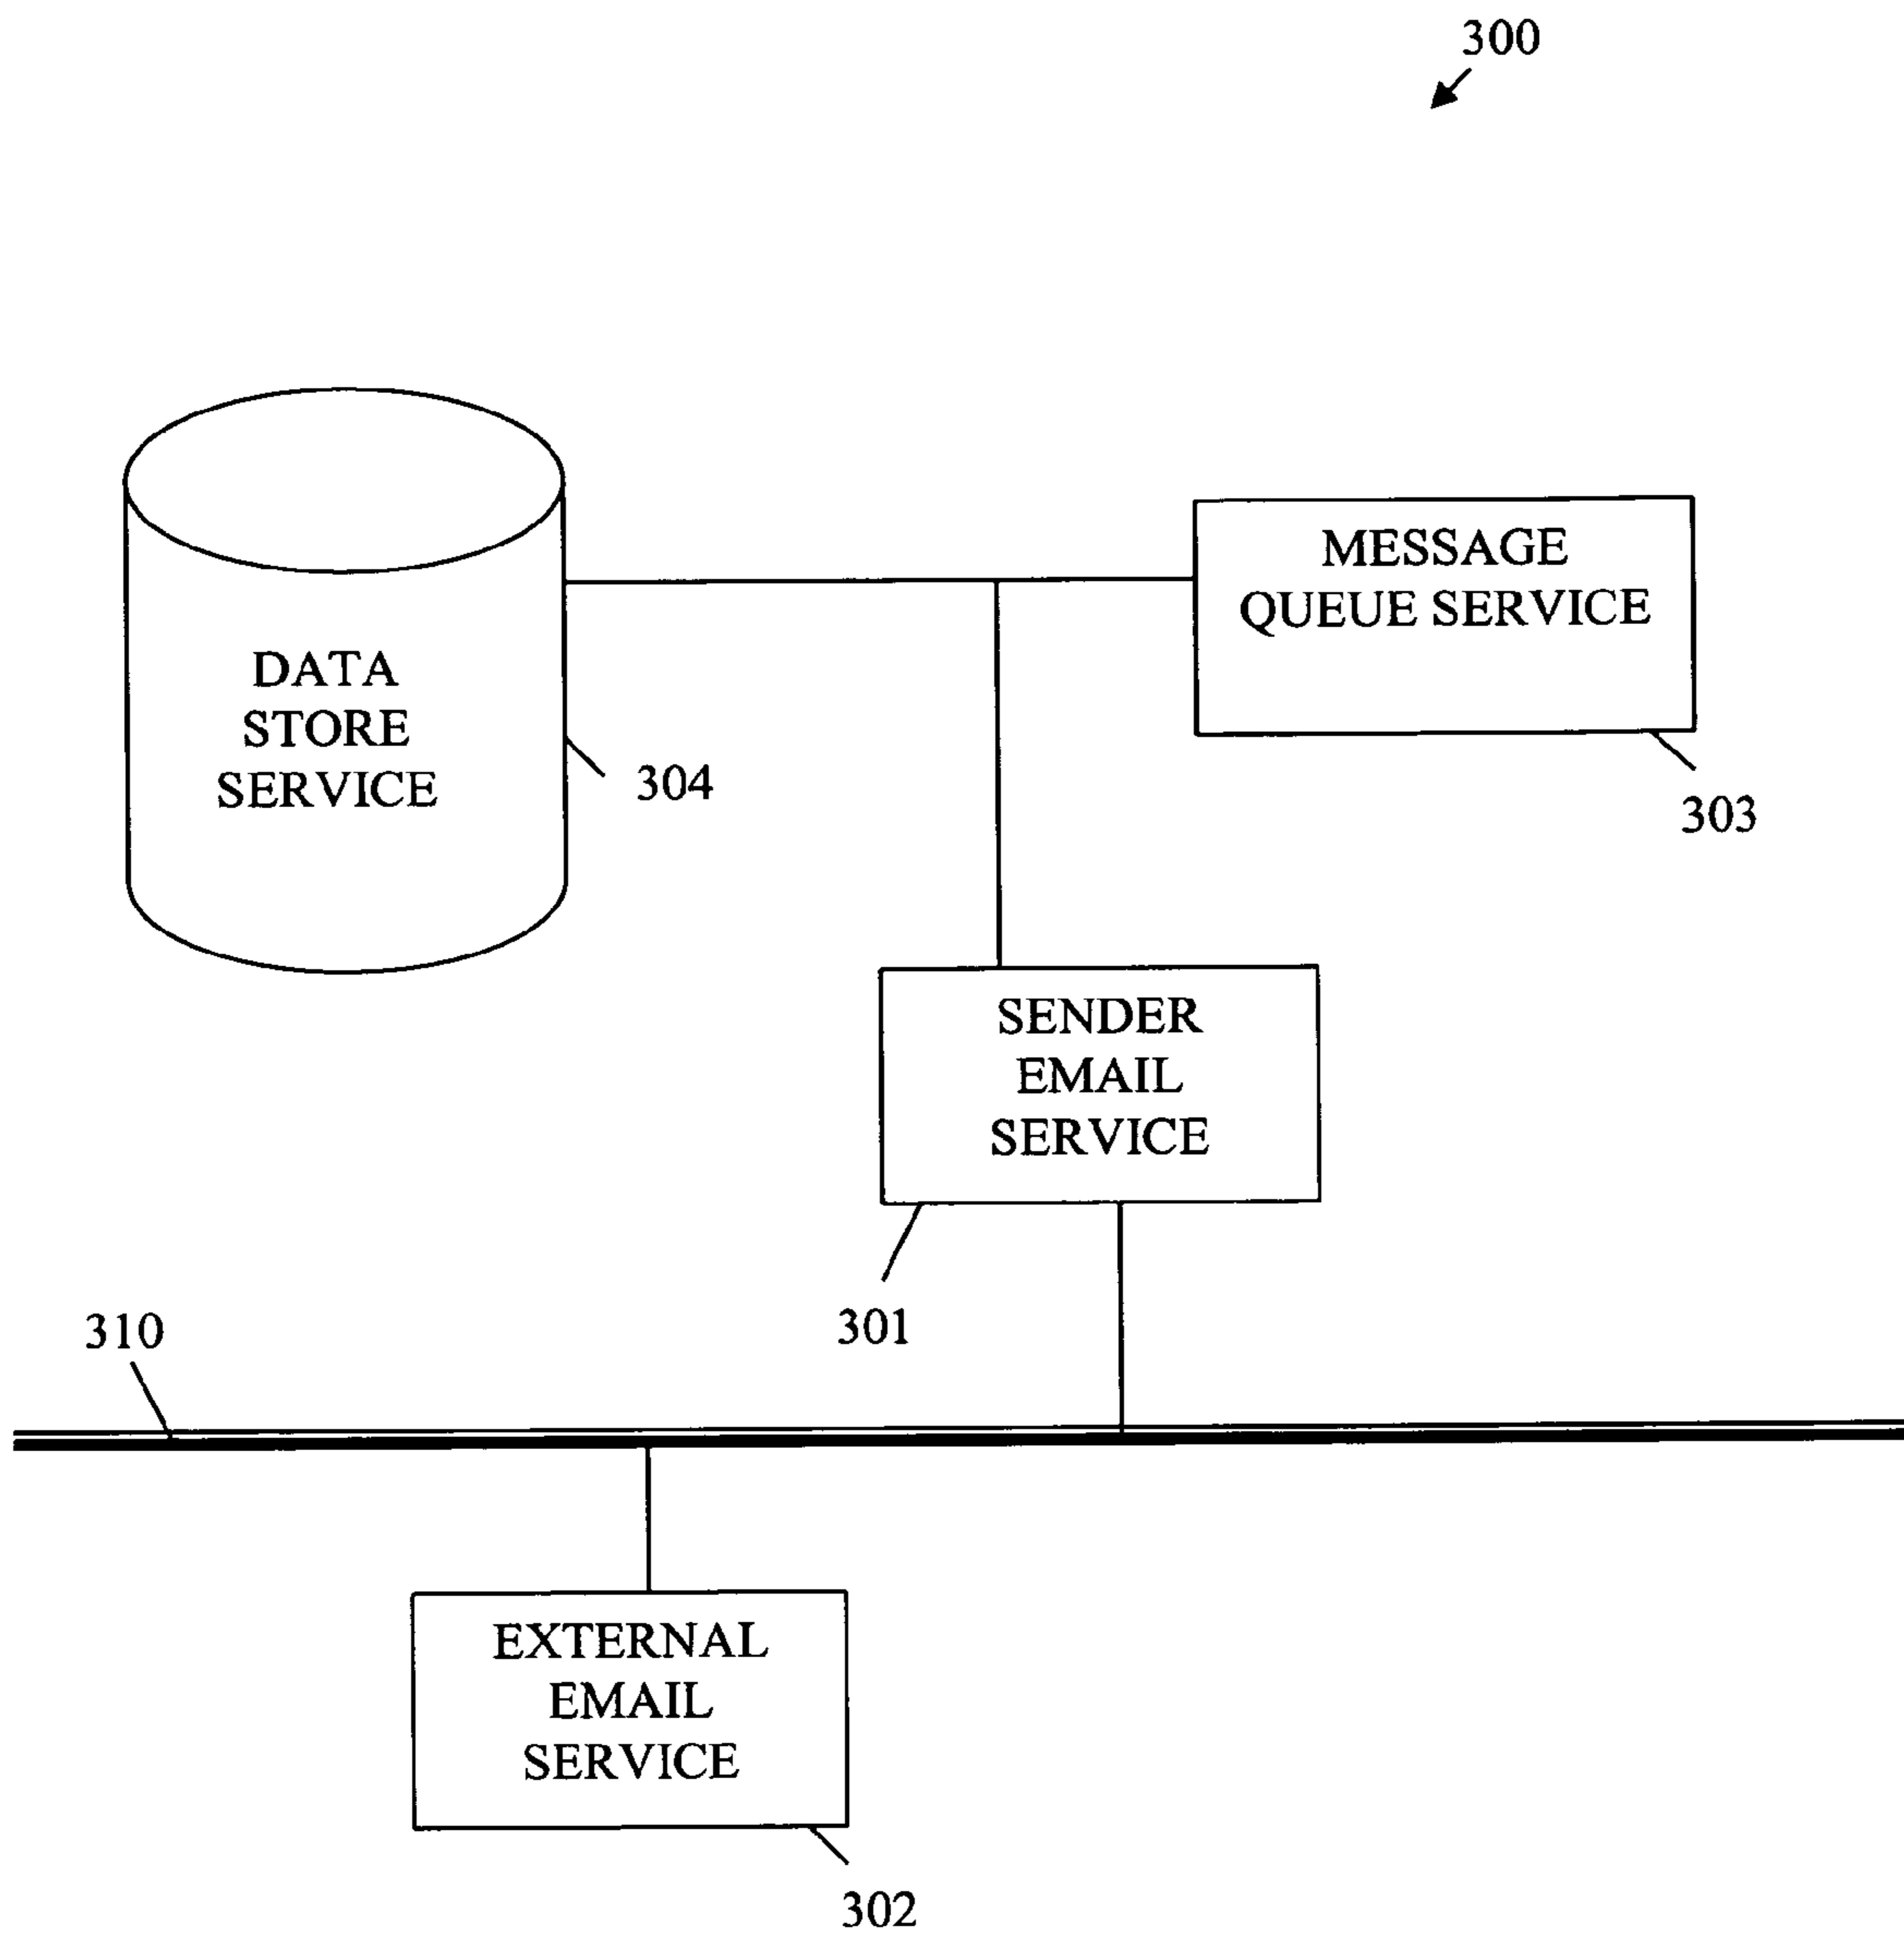 300
MESSAGE
QUEUE SERVICE
DATA
STORE
SERVICE
304
303
SENDER
EMAIL
SERVICE
301
310
EXTERNAL
EMAIL
SERVICE
302